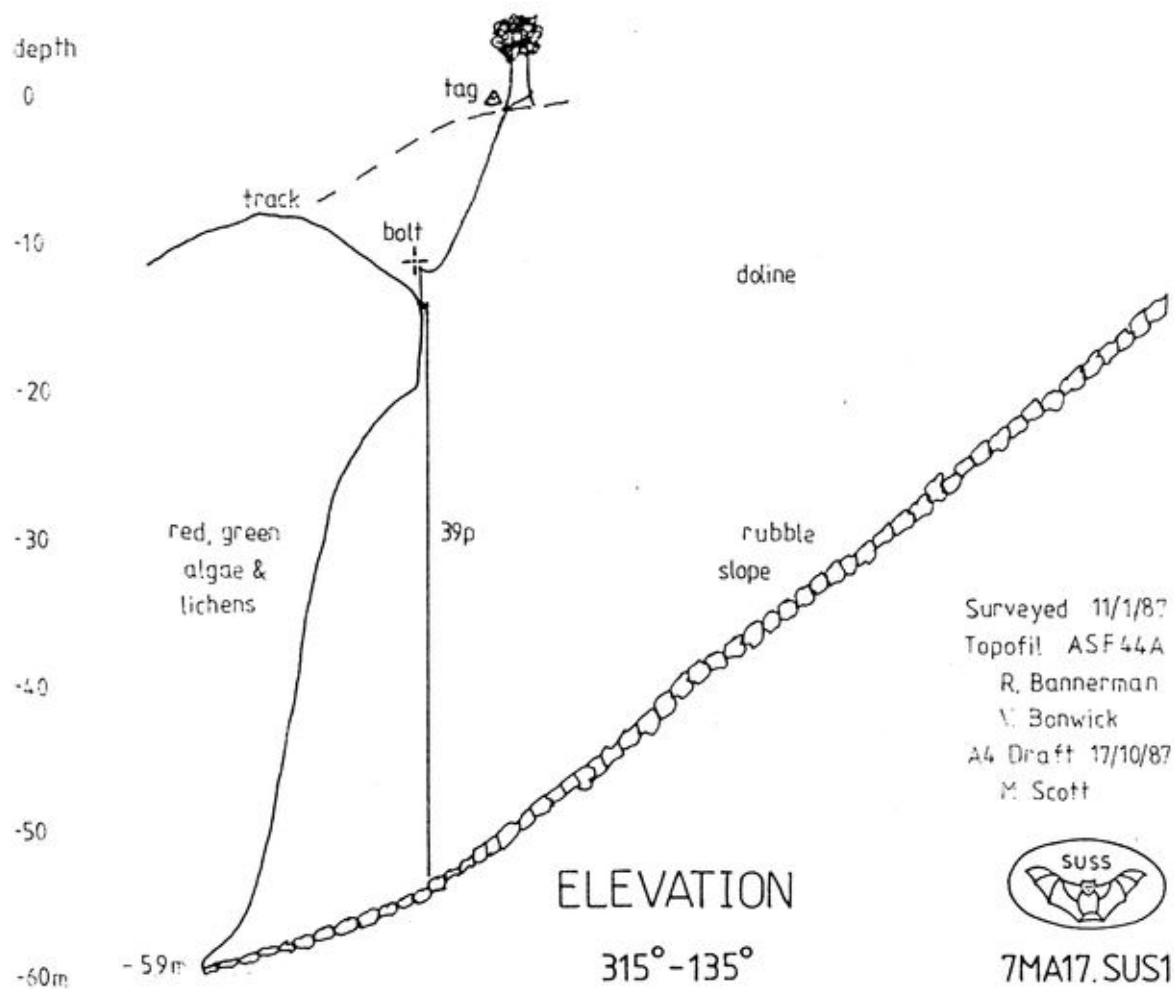 depth
0
tag
track
-10
bolt
doline
-20
-30
red, green
algae &
lichens
39p
rubble
slope
-40
Surveyed 11/1/87
Topofil ASF44A
R. Bannerman
V. Bonwick
A4 Draft 17/10/87
M. Scott
-50
ELEVATION
315°-135°
SUSS
-59m
-60m
7MA17.SUS1